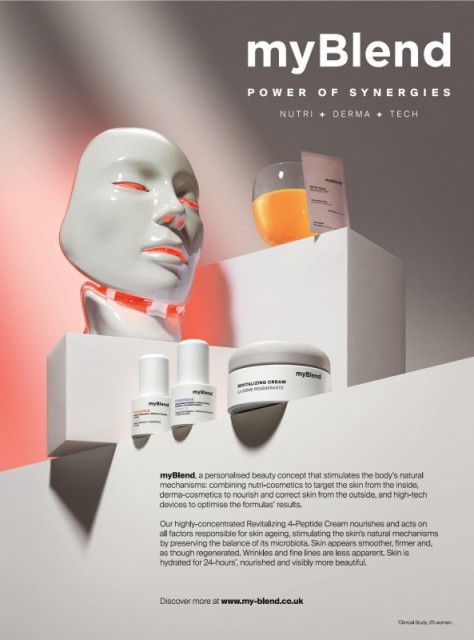 myBlend
POWER OF SYNERGIES
NUTRI + DERMA + TECH
myBlend
myBlend
myBlend
myBlend
REVITALIZING CREAM
myBlend, a personalised beauty concept that stimulates the body's natural
mechanisms: combining nutri-cosmetics to target the skin from the inside,
derma-cosmetics to nourish and correct skin from the outside, and high-tech
devices to optimise the formulas' results.
Our highly-concentrated Revitalizing 4-Peptide Cream nourishes and acts on
all factors responsible for skin ageing, stimulating the skin's natural mechanisms
by preserving the balance of its microbiota. Skin appears smoother, firmer and,
as though regenerated. Wrinkles and fine lines are less apparent. Skin is
hydrated for 24-hours*, nourished and visibly more beautiful.
Discover more at www.my-blend.co.uk
*Clinical Study, 25 women.